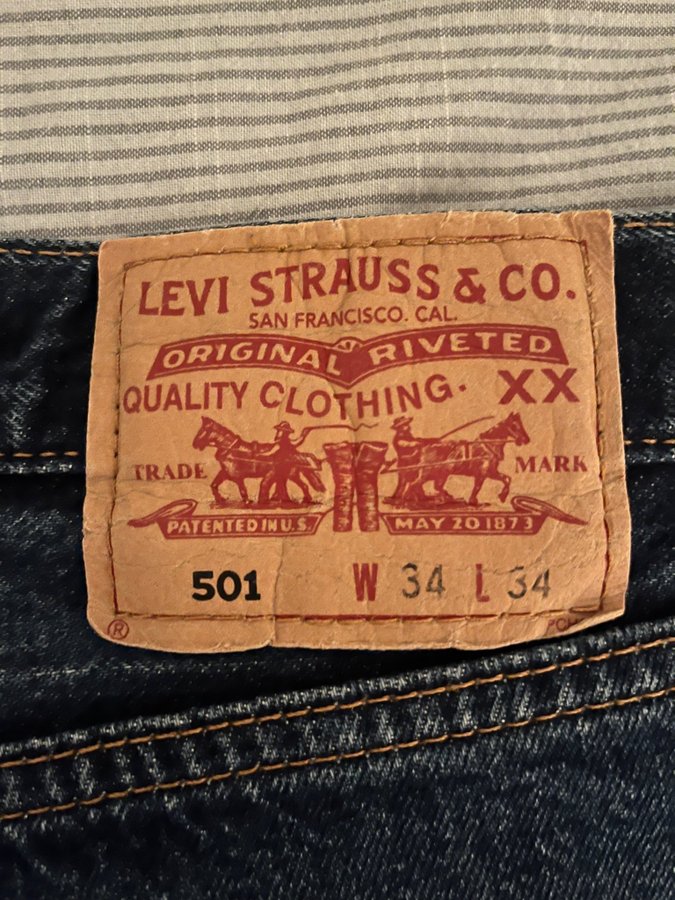 LEVI STRAUSS & CO.
SAN FRANCISCO. CAL.
ORIGINAL RIVETED
QUALITY CLOTHING. XX
TRADE MARK
PATENTED IN U.S. MAY 20 1873
501 W 34 L 34
®